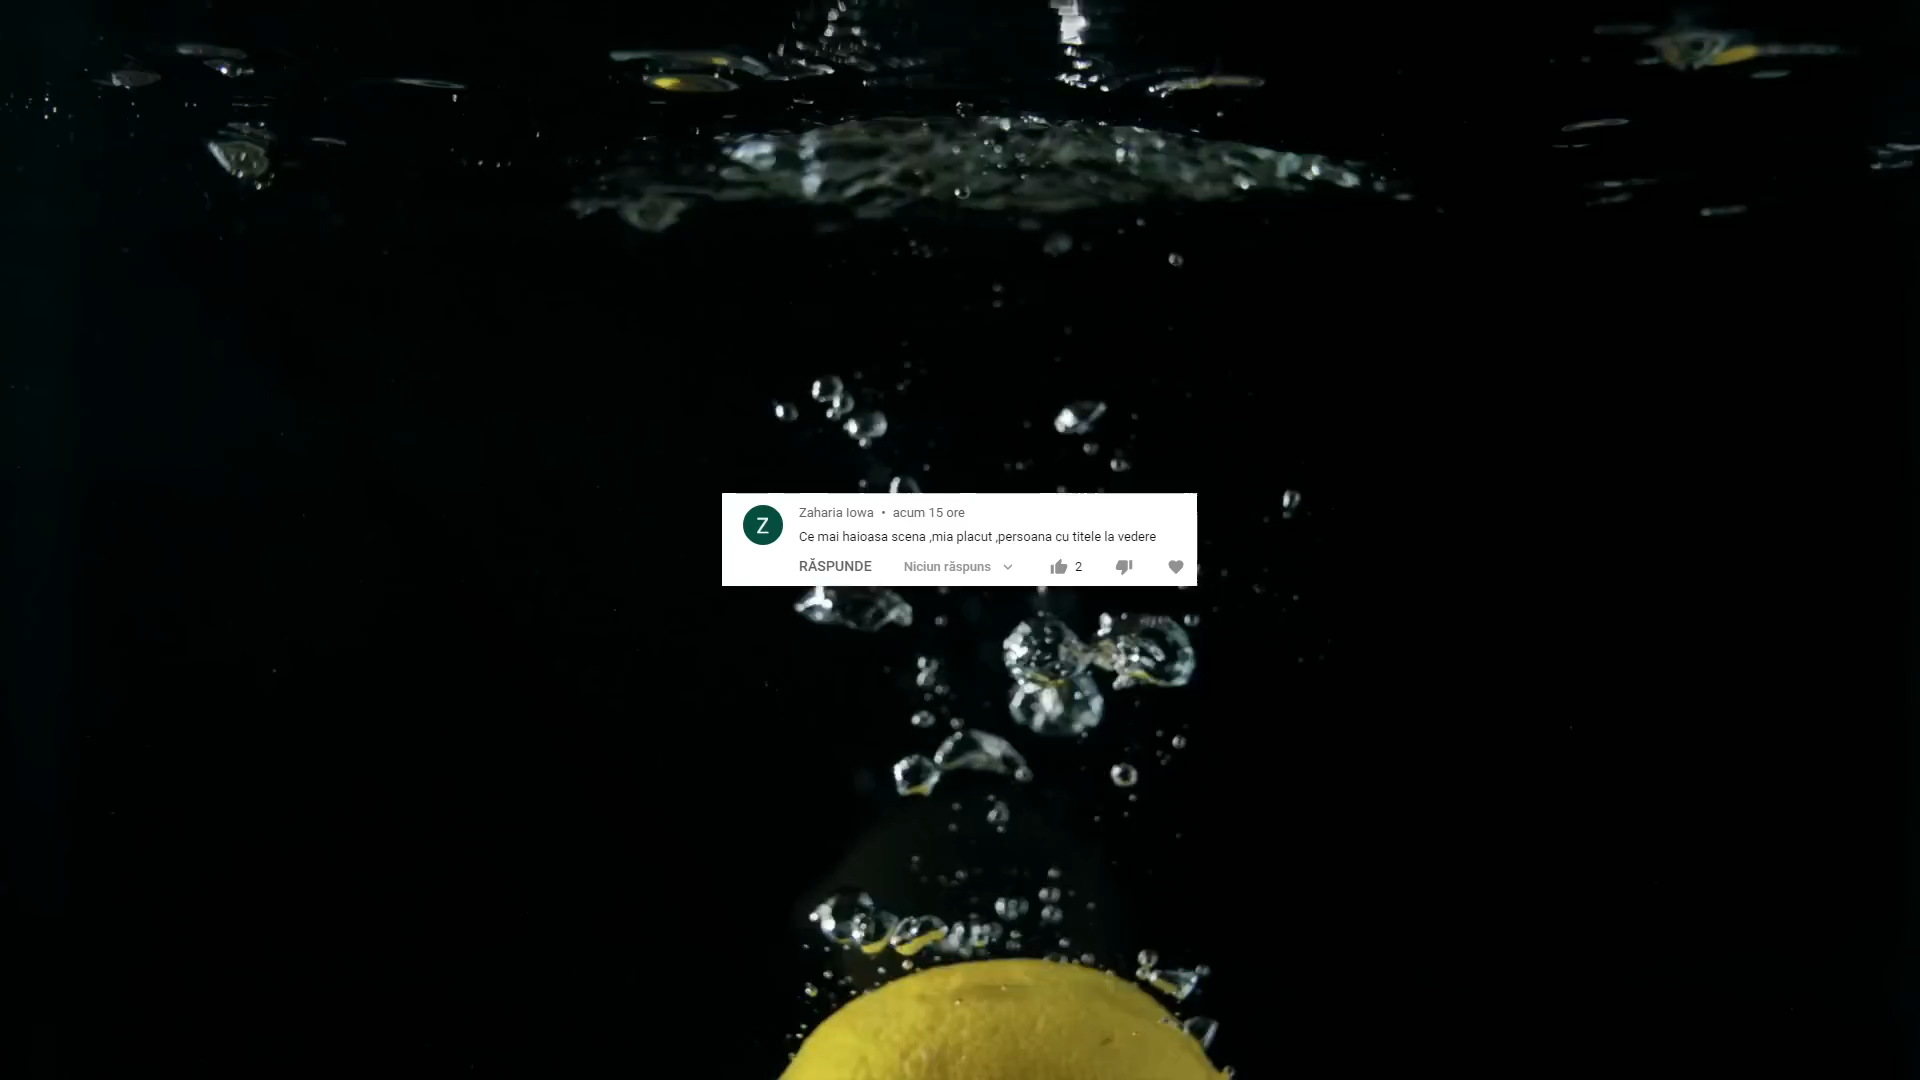 Z
Zaharia Iowa • acum 15 ore
Ce mai haioasa scena ,mia placut ,persoana cu titele la vedere
RĂSPUNDE Niciun răspuns 2